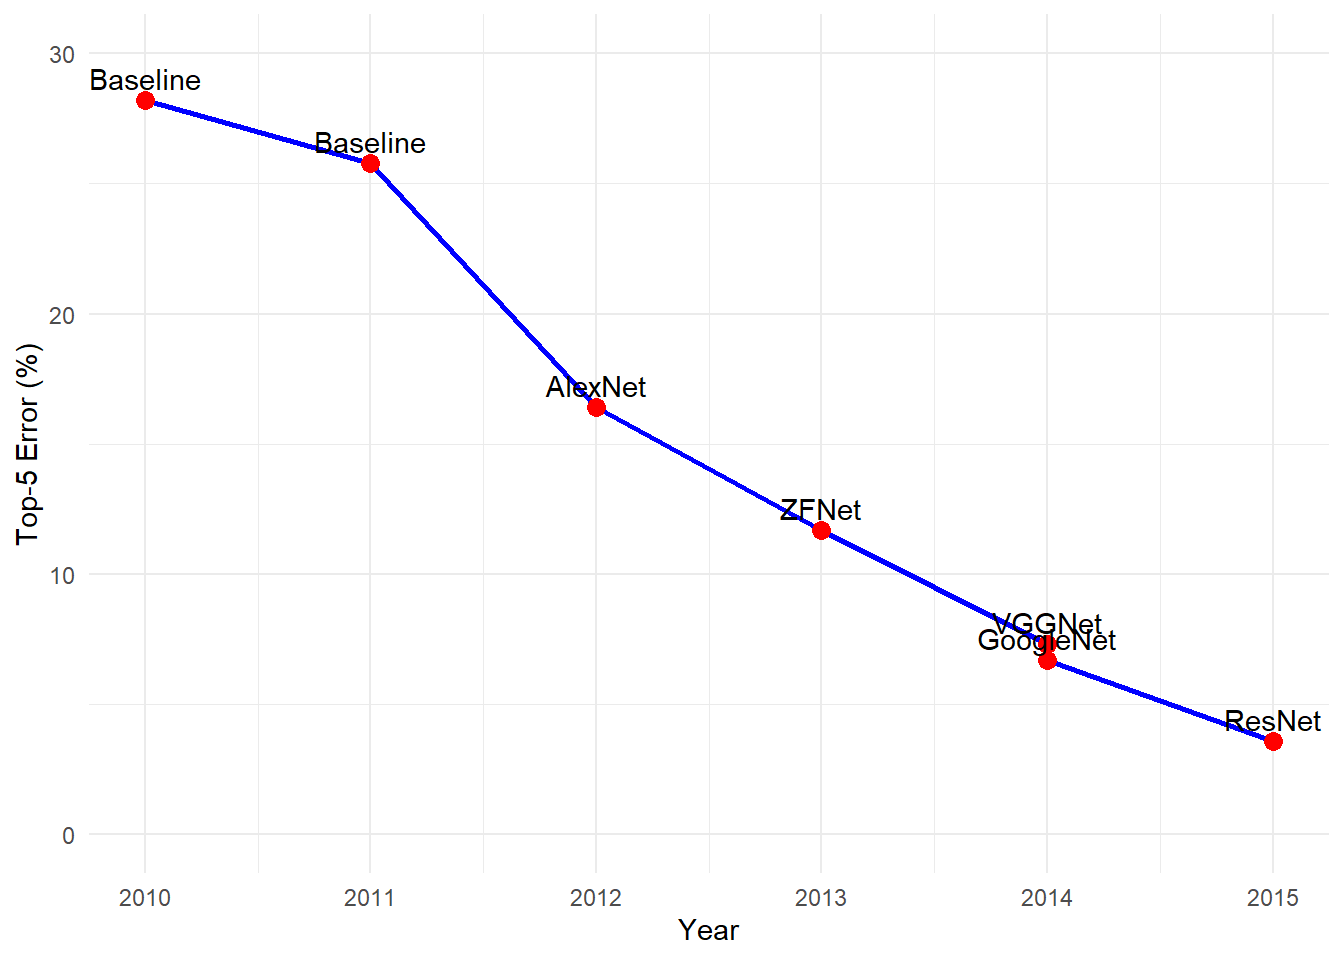 30
Baseline
Baseline
20
AlexNet
Top-5 Error (%)
ZFNet
10
VGGNet
GoogleNet
ResNet
0
2010 2011 2012 2013 2014 2015
Year